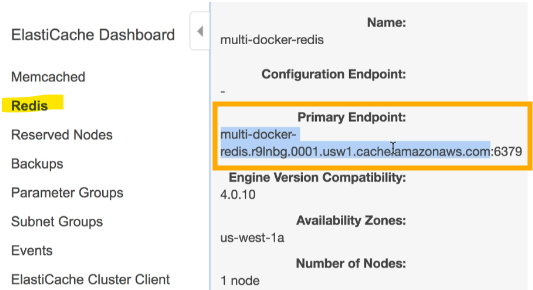 ElastiCache Dashboard
Memcached
Redis
Reserved Nodes
Backups
Parameter Groups
Subnet Groups
Events
ElastiCache Cluster Client
Name:
multi-docker-redis
Configuration Endpoint:
-
Primary Endpoint:
multi-docker-
redis.r9lnbg.0001.usw1.cache.amazonaws.com:6379
Engine Version Compatibility:
4.0.10
Availability Zones:
us-west-1a
Number of Nodes:
1 node